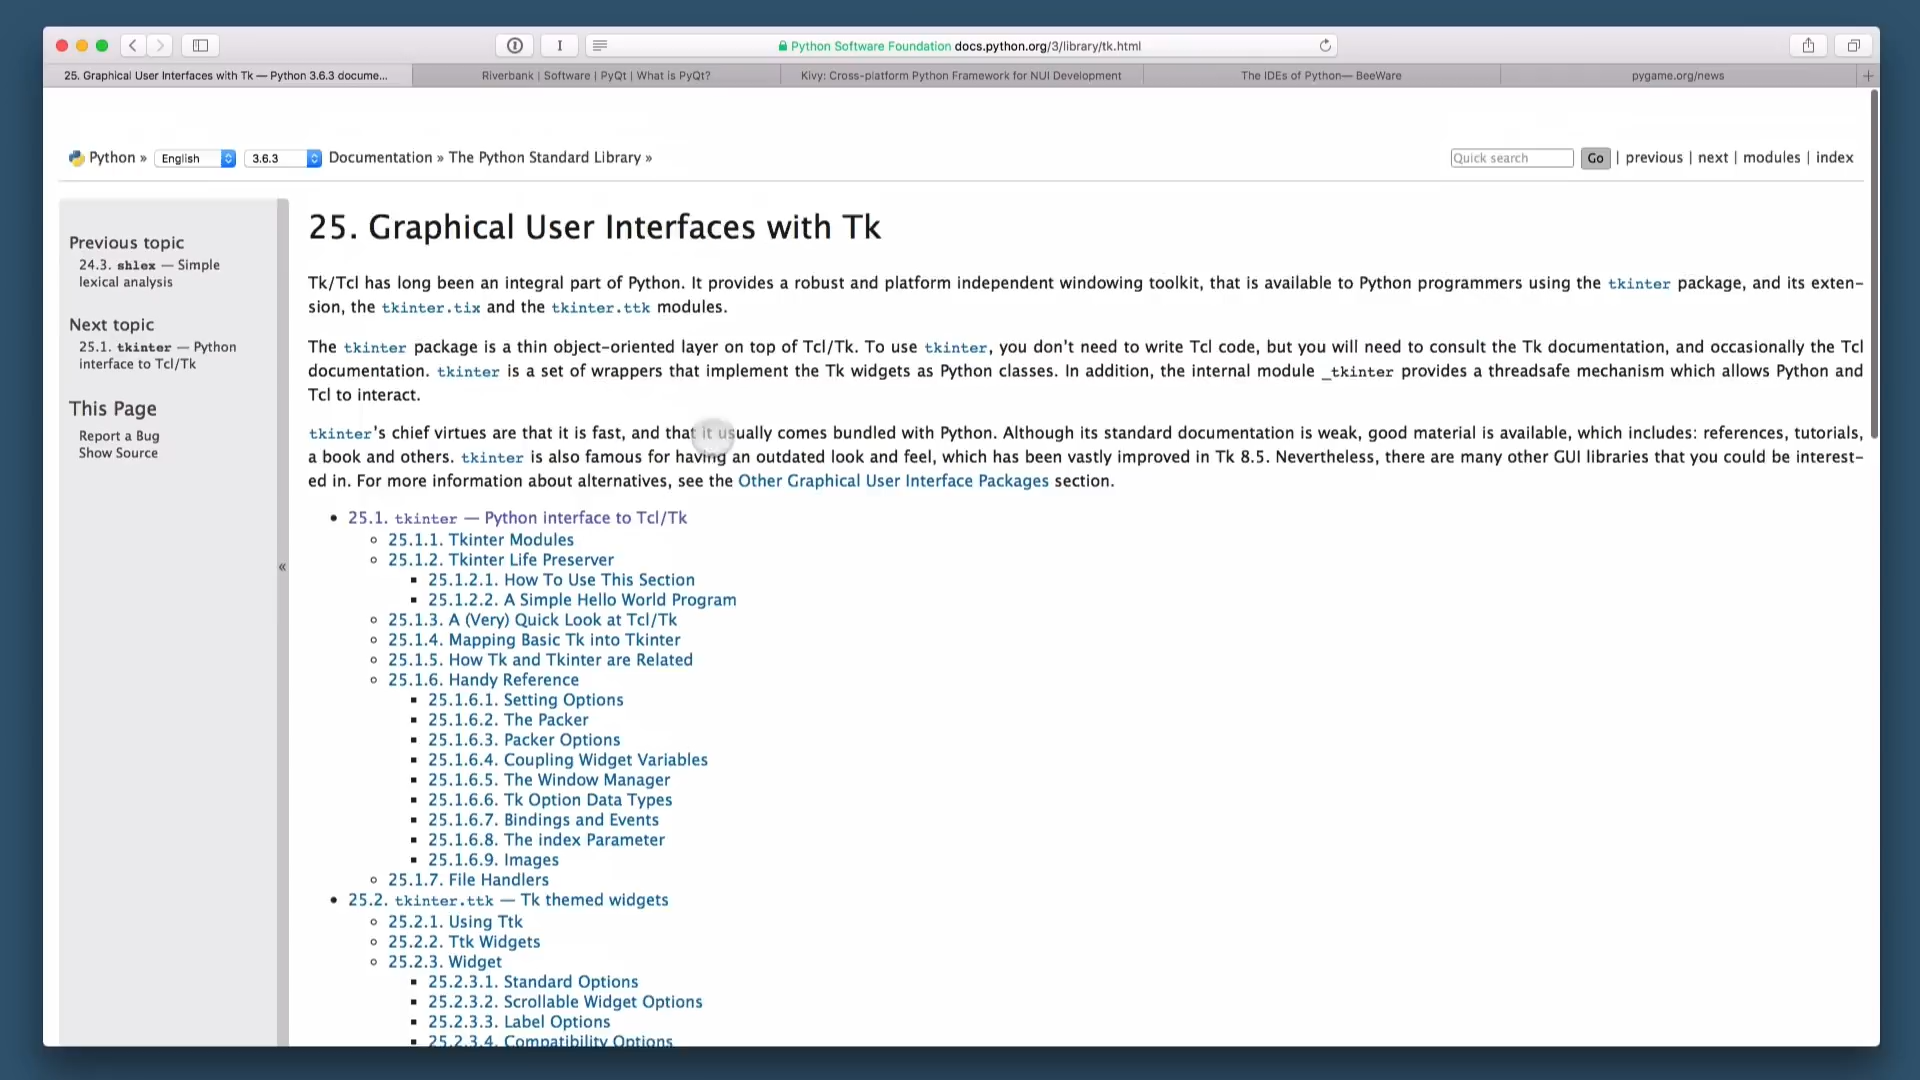 Python Software Foundation docs.python.org/3/library/tk.html
25. Graphical User Interfaces with Tk — Python 3.6.3 docume...
Riverbank | Software | PyQt | What is PyQt?
Kivy: Cross-platform Python Framework for NUI Development
The IDEs of Python— BeeWare
pygame.org/news
Python » English 3.6.3 Documentation » The Python Standard Library »
Quick search Go | previous | next | modules | index
Previous topic
24.3. shlex — Simple
lexical analysis
Next topic
25.1. tkinter — Python
interface to Tcl/Tk
This Page
Report a Bug
Show Source
«
25. Graphical User Interfaces with Tk
Tk/Tcl has long been an integral part of Python. It provides a robust and platform independent windowing toolkit, that is available to Python programmers using the tkinter package, and its exten-
sion, the tkinter.tix and the tkinter.ttk modules.
The tkinter package is a thin object-oriented layer on top of Tcl/Tk. To use tkinter, you don't need to write Tcl code, but you will need to consult the Tk documentation, and occasionally the Tcl
documentation. tkinter is a set of wrappers that implement the Tk widgets as Python classes. In addition, the internal module _tkinter provides a threadsafe mechanism which allows Python and
Tcl to interact.
tkinter's chief virtues are that it is fast, and that it usually comes bundled with Python. Although its standard documentation is weak, good material is available, which includes: references, tutorials,
a book and others. tkinter is also famous for having an outdated look and feel, which has been vastly improved in Tk 8.5. Nevertheless, there are many other GUI libraries that you could be interest-
ed in. For more information about alternatives, see the Other Graphical User Interface Packages section.
25.1. tkinter — Python interface to Tcl/Tk
25.1.1. Tkinter Modules
25.1.2. Tkinter Life Preserver
25.1.2.1. How To Use This Section
25.1.2.2. A Simple Hello World Program
25.1.3. A (Very) Quick Look at Tcl/Tk
25.1.4. Mapping Basic Tk into Tkinter
25.1.5. How Tk and Tkinter are Related
25.1.6. Handy Reference
25.1.6.1. Setting Options
25.1.6.2. The Packer
25.1.6.3. Packer Options
25.1.6.4. Coupling Widget Variables
25.1.6.5. The Window Manager
25.1.6.6. Tk Option Data Types
25.1.6.7. Bindings and Events
25.1.6.8. The index Parameter
25.1.6.9. Images
25.1.7. File Handlers
25.2. tkinter.ttk — Tk themed widgets
25.2.1. Using Ttk
25.2.2. Ttk Widgets
25.2.3. Widget
25.2.3.1. Standard Options
25.2.3.2. Scrollable Widget Options
25.2.3.3. Label Options
25.2.3.4. Compatibility Options